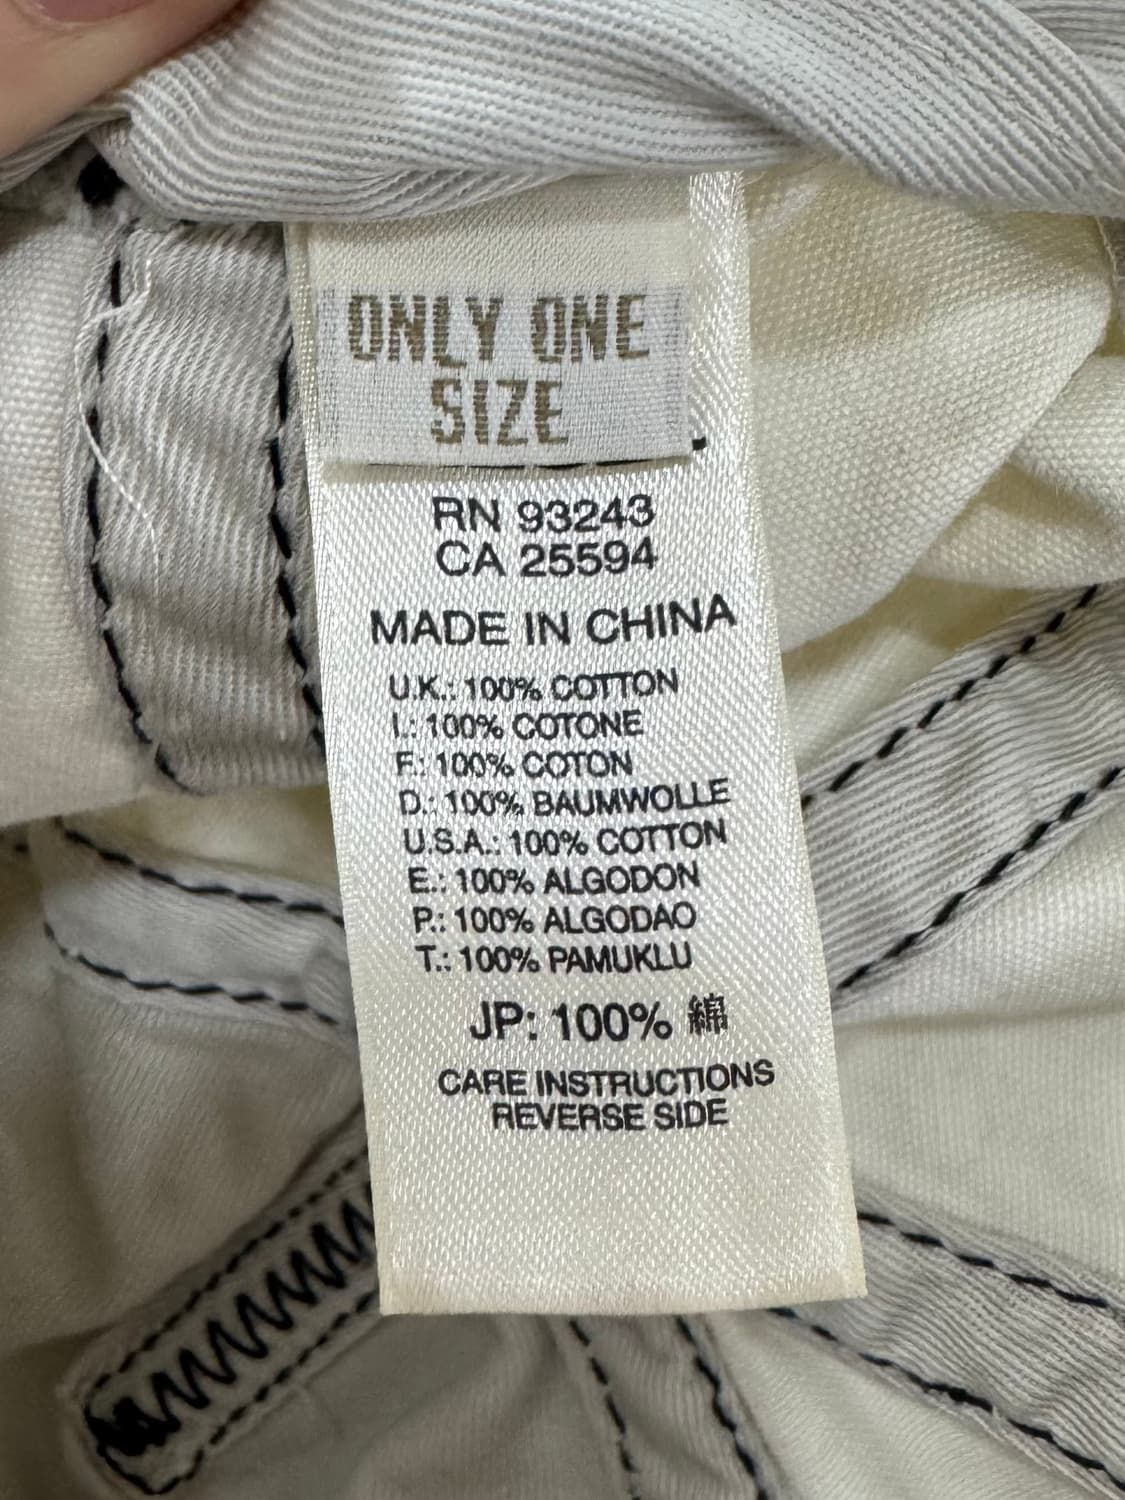 ONLY ONE
SIZE
RN 93243
CA 25594
MADE IN CHINA
U.K.: 100% COTTON
I.: 100% COTONE
F.: 100% COTON
D.: 100% BAUMWOLLE
U.S.A.: 100% COTTON
E.: 100% ALGODON
P.: 100% ALGODAO
T.: 100% PAMUKLU
JP: 100% 綿
CARE INSTRUCTIONS
REVERSE SIDE